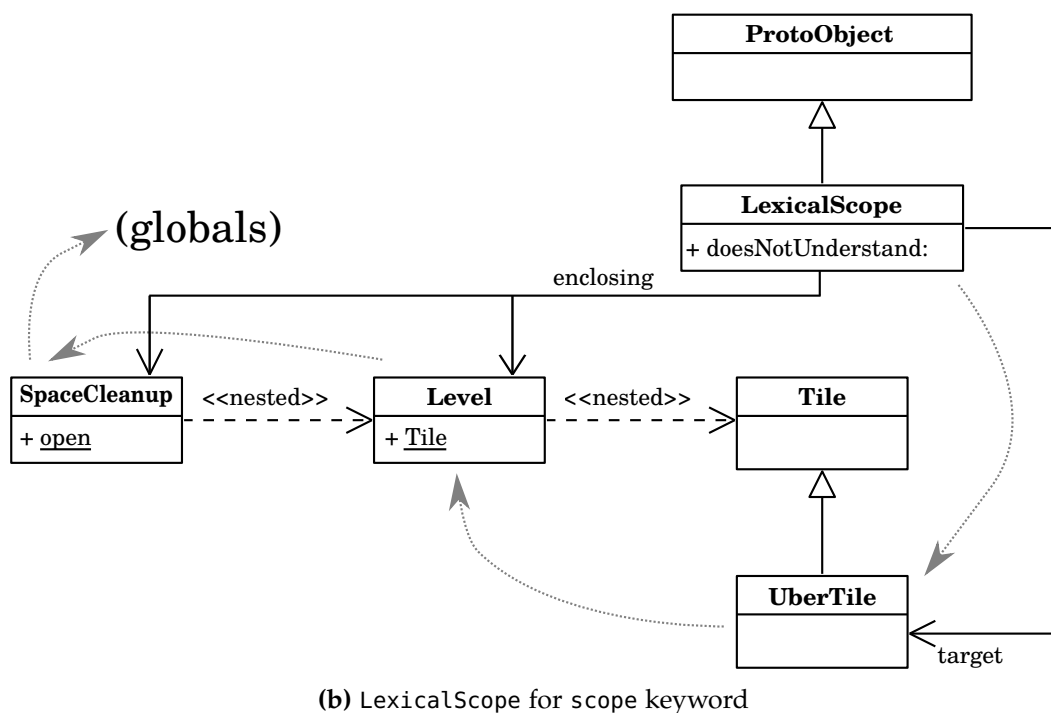 ProtoObject
LexicalScope
+ doesNotUnderstand:
(globals)
enclosing
SpaceCleanup
+ open
<<nested>>
Level
+ Tile
<<nested>>
Tile
UberTile
target
(b) LexicalScope for scope keyword